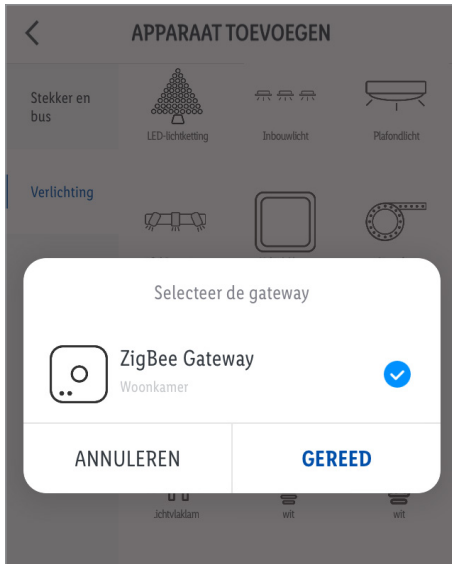 APPARAAT TOEVOEGEN
Stekker en
bus
LED-lichtketting
Inbouwlicht
Plafondlicht
Verlichting
Selecteer de gateway
ZigBee Gateway
Woonkamer
ANNULEREN
GEREED
wit
wit